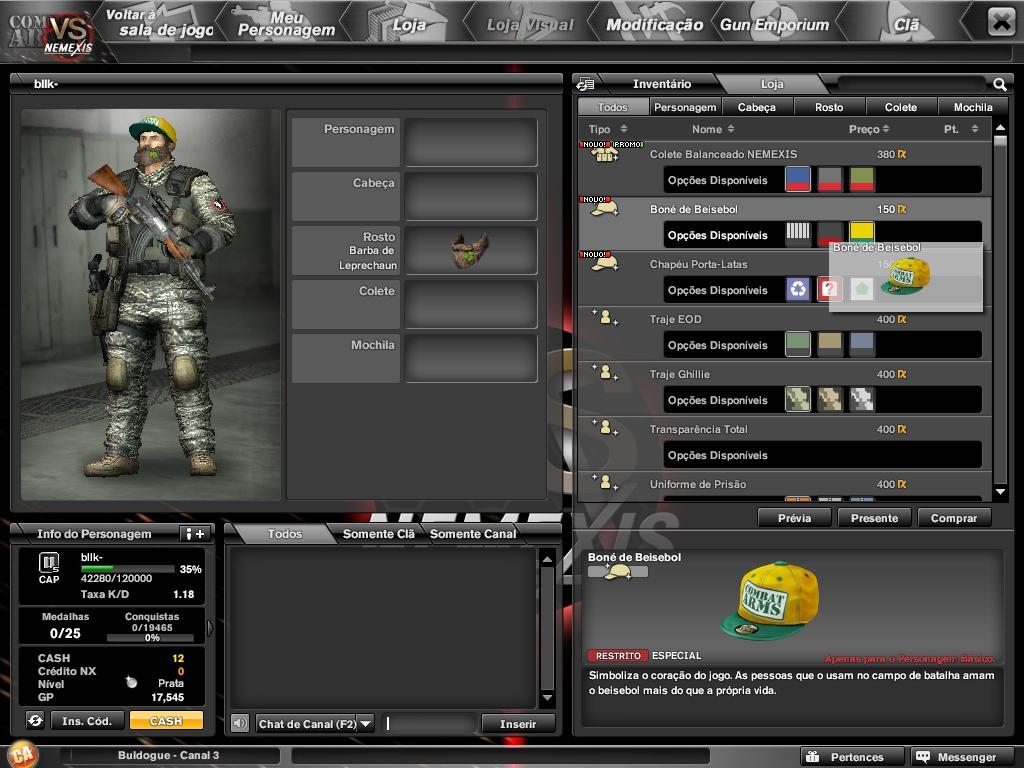 COM VS
AR NEMEXIS
Voltar à
sala de jogo
Meu
Personagem
Loja
Loja Visual
Modificação
Gun Emporium
Clã
bllk-
Personagem
Cabeça
Rosto
Barba de
Leprechaun
Colete
Mochila
Inventário
Loja
Todos
Personagem
Cabeça
Rosto
Colete
Mochila
Tipo
Nome
Preço
Pt.
NOVO! PROMO
Colete Balanceado NEMEXIS
380
Opções Disponíveis
NOVO!
Boné de Beisebol
150
Opções Disponíveis
Boné de Beisebol
NOVO!
Chapéu Porta-Latas
150
Opções Disponíveis
?
COMBAT
ARMS
Traje EOD
400
Opções Disponíveis
Traje Ghillie
400
Opções Disponíveis
Transparência Total
400
Opções Disponíveis
Uniforme de Prisão
400
Prévia
Presente
Comprar
NEMEXIS
Info do Personagem
i +
CAP
bllk-
35%
42280/120000
Taxa K/D
1.18
Medalhas
0/25
Conquistas
0/19465
0%
CASH
12
Crédito NX
0
Nível
Prata
GP
17,545
Ins. Cód.
CASH
Todos
Somente Clã
Somente Canal
Chat de Canal (F2)
Inserir
Boné de Beisebol
COMBAT
ARMS
RESTRITO
ESPECIAL
Apenas para o Personagem Básico.
Simboliza o coração do jogo. As pessoas que o usam no campo de batalha amam
o beisebol mais do que a própria vida.
CA
Buldogue - Canal 3
Pertences
Messenger